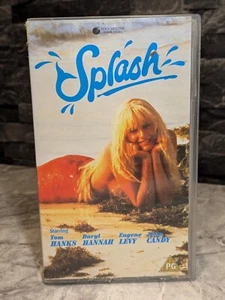 Splash
Starring
Tom Daryl Eugene John
HANKS HANNAH LEVY CANDY
PG